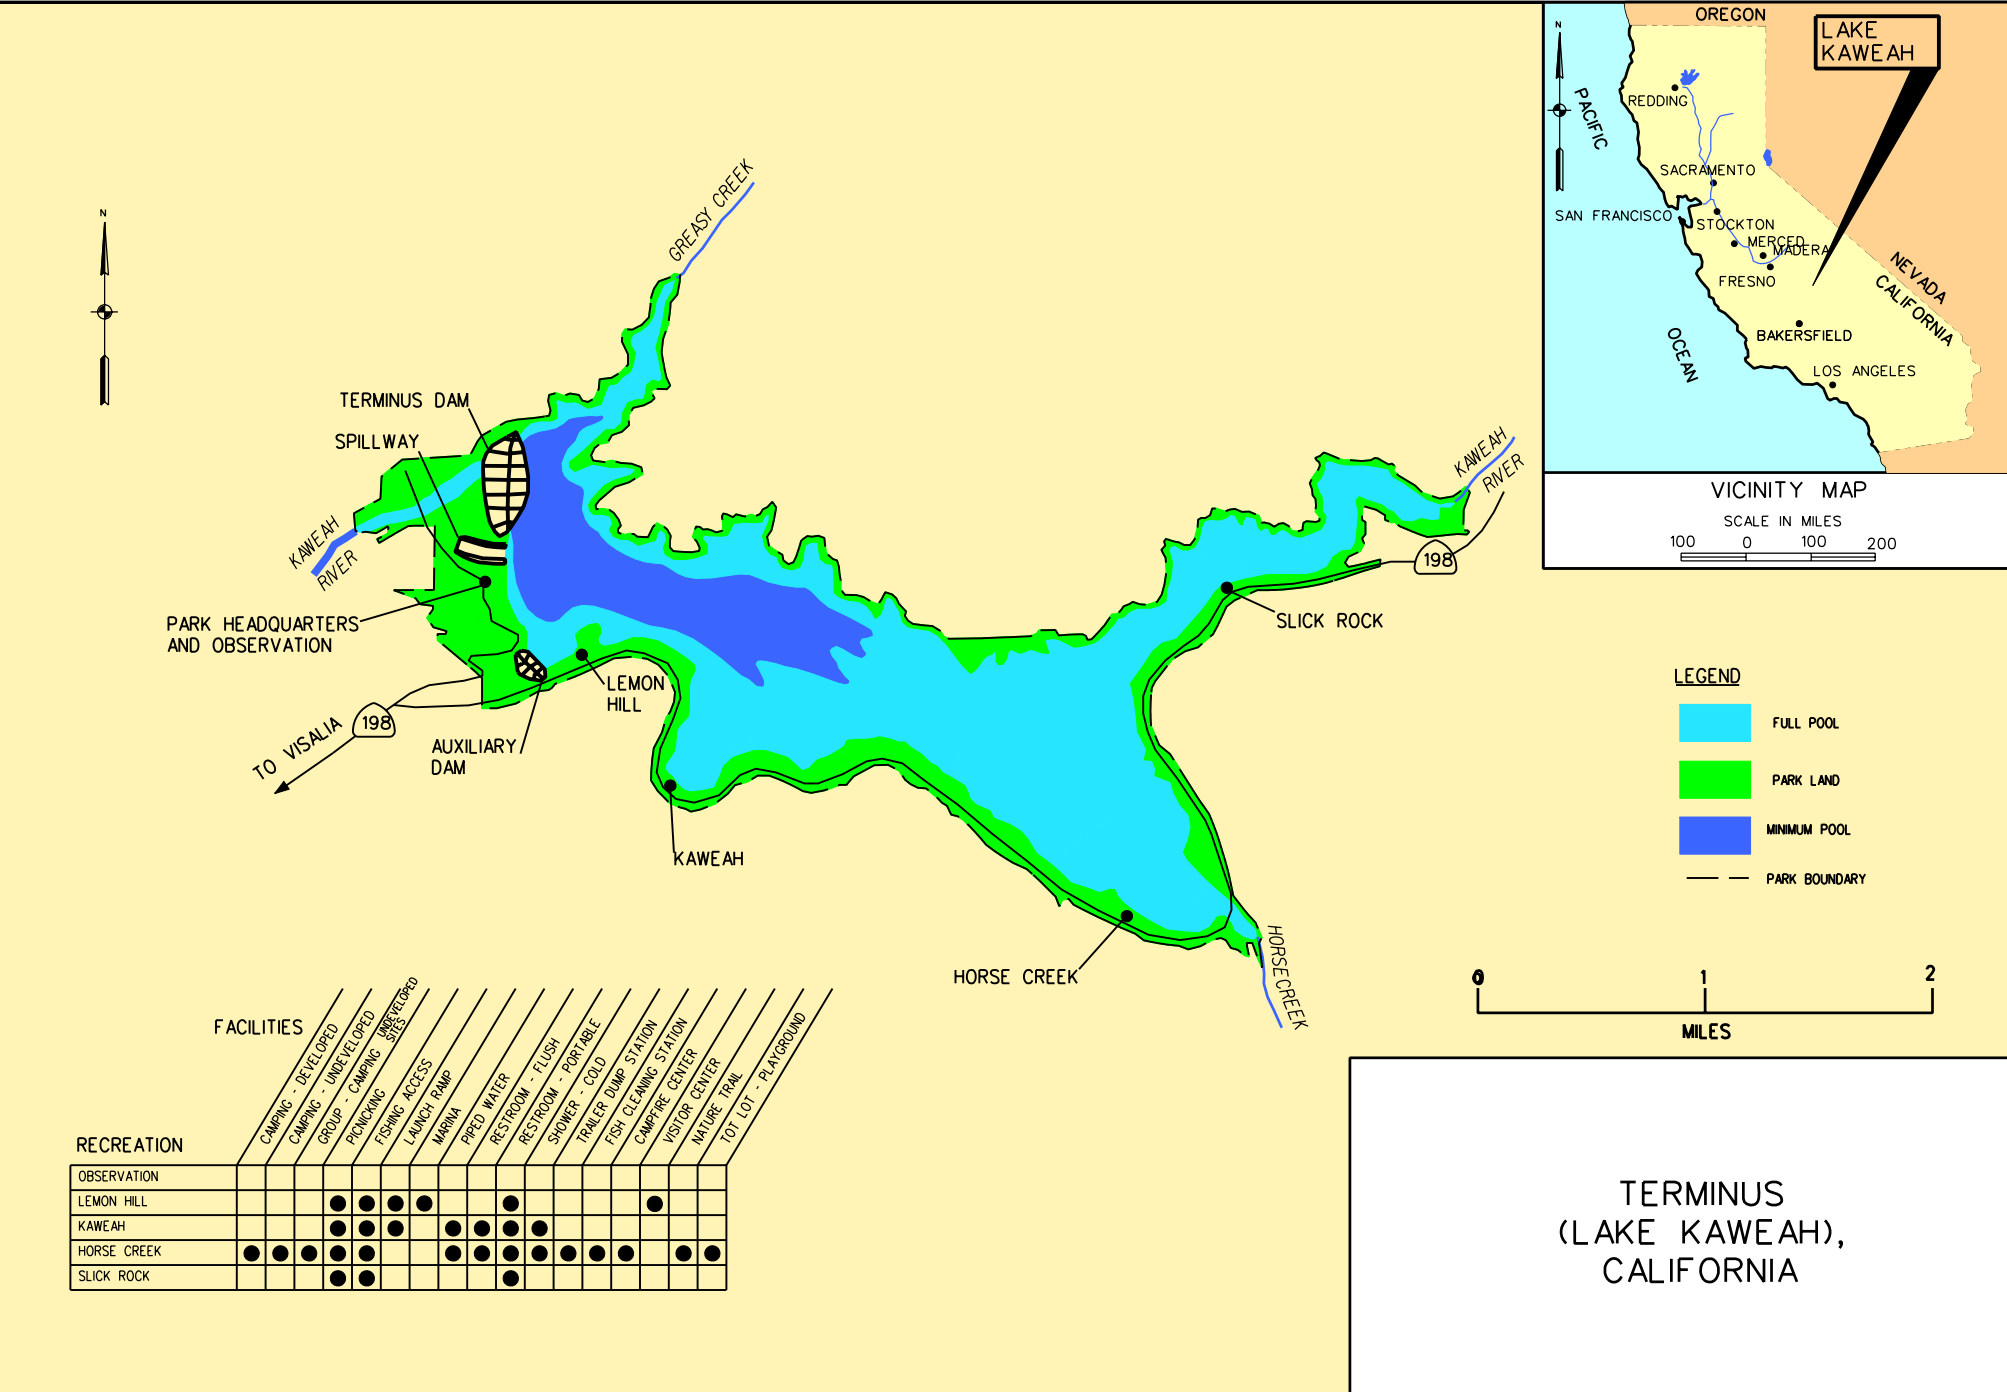 OREGON
LAKE
KAWEAH
N
PACIFIC
REDDING
SACRAMENTO
SAN FRANCISCO
STOCKTON
MERCED
MADERA
FRESNO
NEVADA
CALIFORNIA
BAKERSFIELD
OCEAN
LOS ANGELES
VICINITY MAP
SCALE IN MILES
100 0 100 200
N
GREASY CREEK
TERMINUS DAM
SPILLWAY
KAWEAH
RIVER
KAWEAH
RIVER
198
PARK HEADQUARTERS
AND OBSERVATION
SLICK ROCK
LEMON
HILL
198
TO VISALIA
AUXILIARY
DAM
KAWEAH
HORSE CREEK
HORSECREEK
LEGEND
FULL POOL
PARK LAND
MINIMUM POOL
PARK BOUNDARY
0 1 2
MILES
FACILITIES
CAMPING - DEVELOPED
CAMPING - UNDEVELOPED
GROUP - CAMPING UNDEVELOPED
SITES
PICNICKING
FISHING ACCESS
LAUNCH RAMP
MARINA
PIPED WATER
RESTROOM - FLUSH
RESTROOM - PORTABLE
SHOWER - COLD
TRAILER DUMP STATION
FISH CLEANING STATION
CAMPFIRE CENTER
VISITOR CENTER
NATURE TRAIL
TOT LOT - PLAYGROUND
RECREATION
OBSERVATION
LEMON HILL
KAWEAH
HORSE CREEK
SLICK ROCK
TERMINUS
(LAKE KAWEAH),
CALIFORNIA